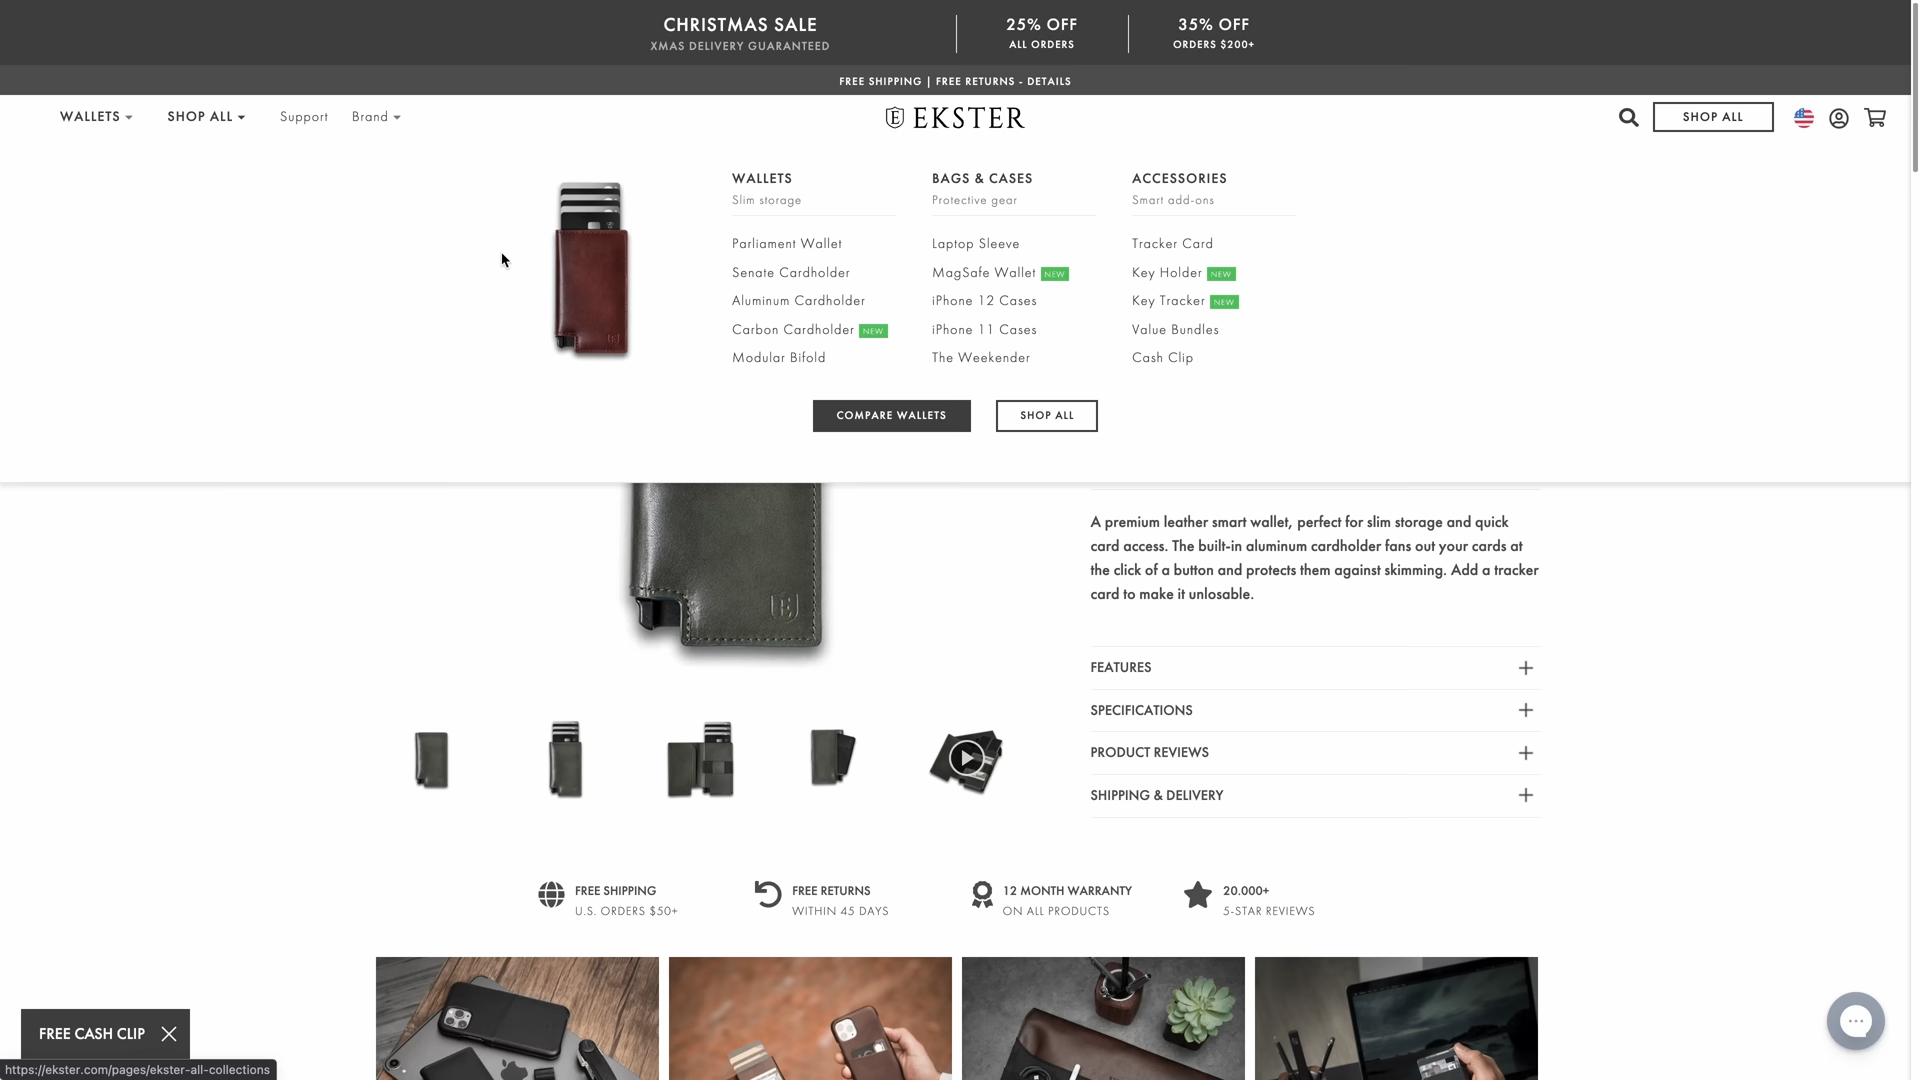 CHRISTMAS SALE
XMAS DELIVERY GUARANTEED
25% OFF
ALL ORDERS
35% OFF
ORDERS $200+
FREE SHIPPING | FREE RETURNS - DETAILS
WALLETS
SHOP ALL
Support
Brand
EKSTER
SHOP ALL
WALLETS
Slim storage
Parliament Wallet
Senate Cardholder
Aluminum Cardholder
Carbon Cardholder NEW
Modular Bifold
BAGS & CASES
Protective gear
Laptop Sleeve
MagSafe Wallet NEW
iPhone 12 Cases
iPhone 11 Cases
The Weekender
ACCESSORIES
Smart add-ons
Tracker Card
Key Holder NEW
Key Tracker NEW
Value Bundles
Cash Clip
COMPARE WALLETS
SHOP ALL
A premium leather smart wallet, perfect for slim storage and quick
card access. The built-in aluminum cardholder fans out your cards at
the click of a button and protects them against skimming. Add a tracker
card to make it unlosable.
FEATURES
SPECIFICATIONS
PRODUCT REVIEWS
SHIPPING & DELIVERY
FREE SHIPPING
U.S. ORDERS $50+
FREE RETURNS
WITHIN 45 DAYS
12 MONTH WARRANTY
ON ALL PRODUCTS
20.000+
5-STAR REVIEWS
FREE CASH CLIP
https://ekster.com/pages/ekster-all-collections